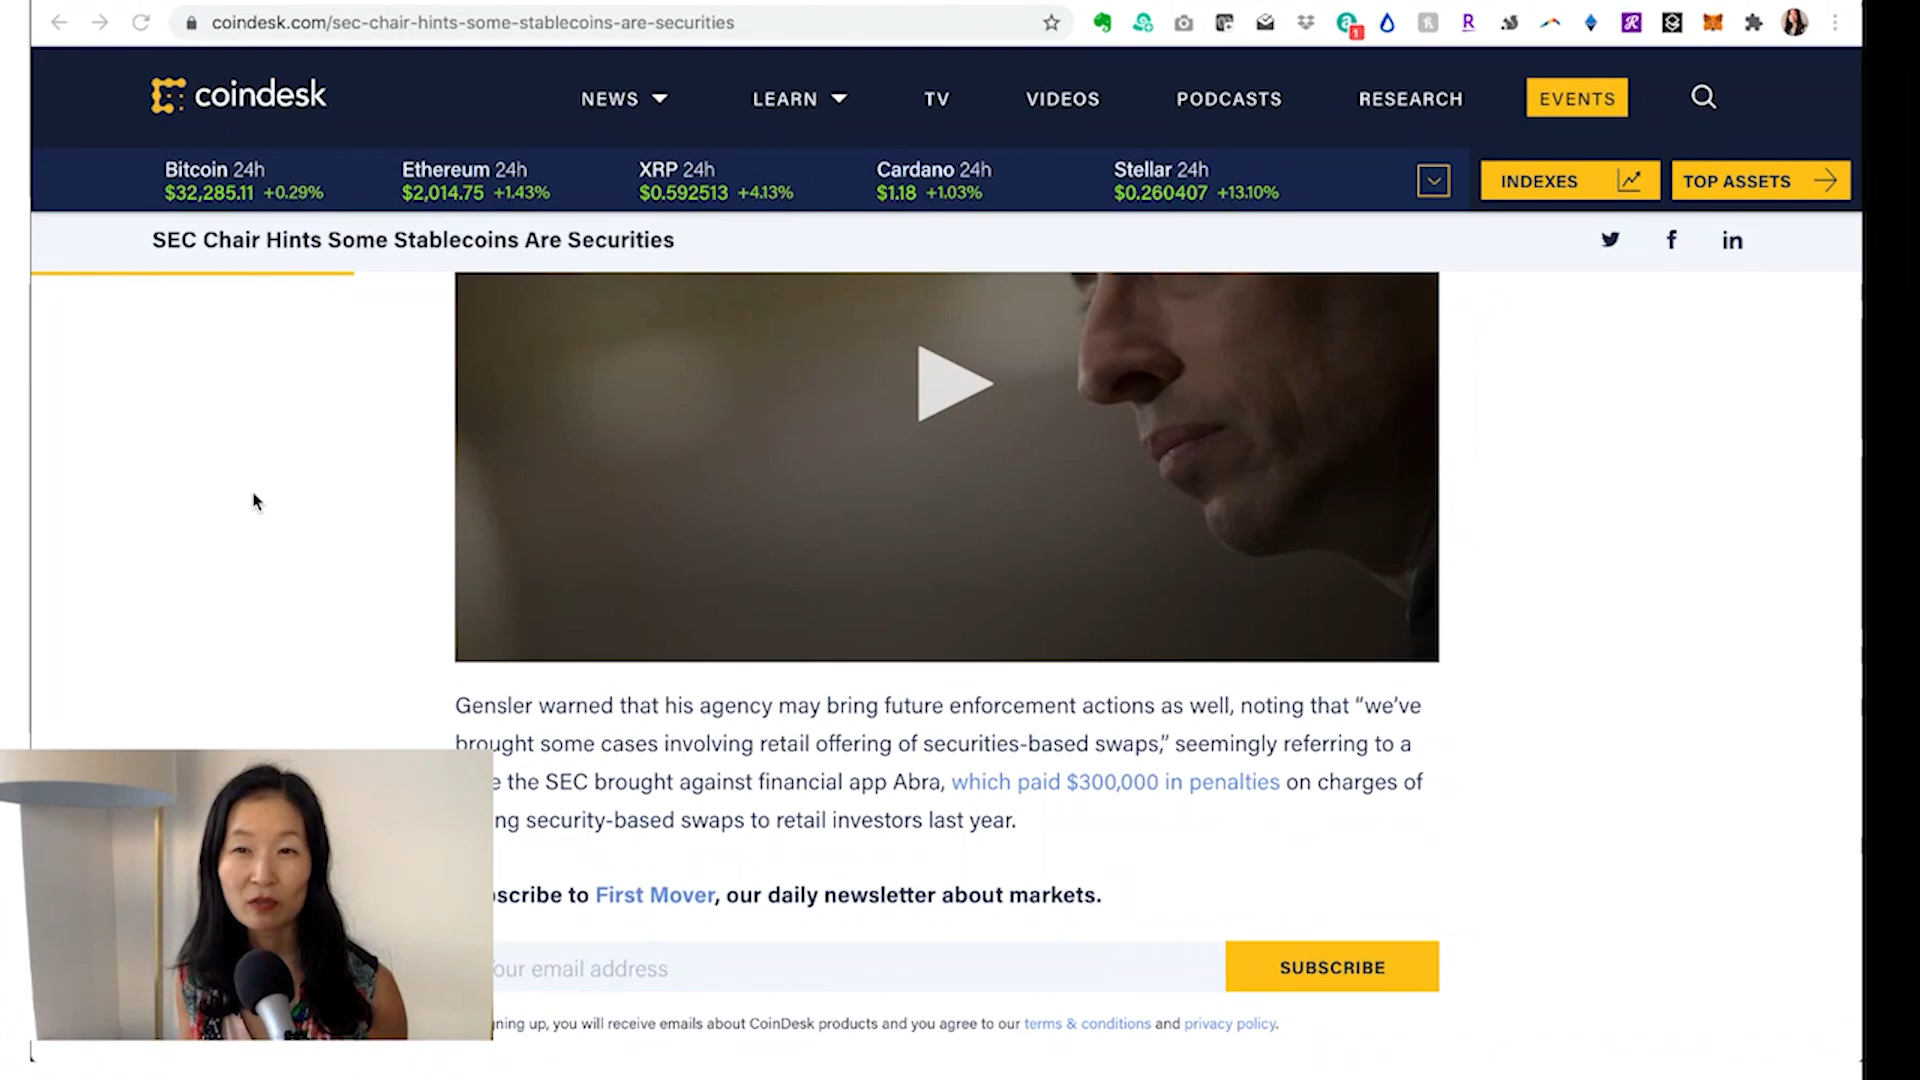 coindesk.com/sec-chair-hints-some-stablecoins-are-securities
coindesk
NEWS
LEARN
TV
VIDEOS
PODCASTS
RESEARCH
EVENTS
Bitcoin 24h
$32,285.11 +0.29%
Ethereum 24h
$2,014.75 +1.43%
XRP 24h
$0.592513 +4.13%
Cardano 24h
$1.18 +1.03%
Stellar 24h
$0.260407 +13.10%
INDEXES
TOP ASSETS
SEC Chair Hints Some Stablecoins Are Securities
Gensler warned that his agency may bring future enforcement actions as well, noting that “we’ve
brought some cases involving retail offering of securities-based swaps,” seemingly referring to a
e the SEC brought against financial app Abra, which paid $300,000 in penalties on charges of
ng security-based swaps to retail investors last year.
scribe to First Mover, our daily newsletter about markets.
our email address
SUBSCRIBE
ning up, you will receive emails about CoinDesk products and you agree to our terms & conditions and privacy policy.